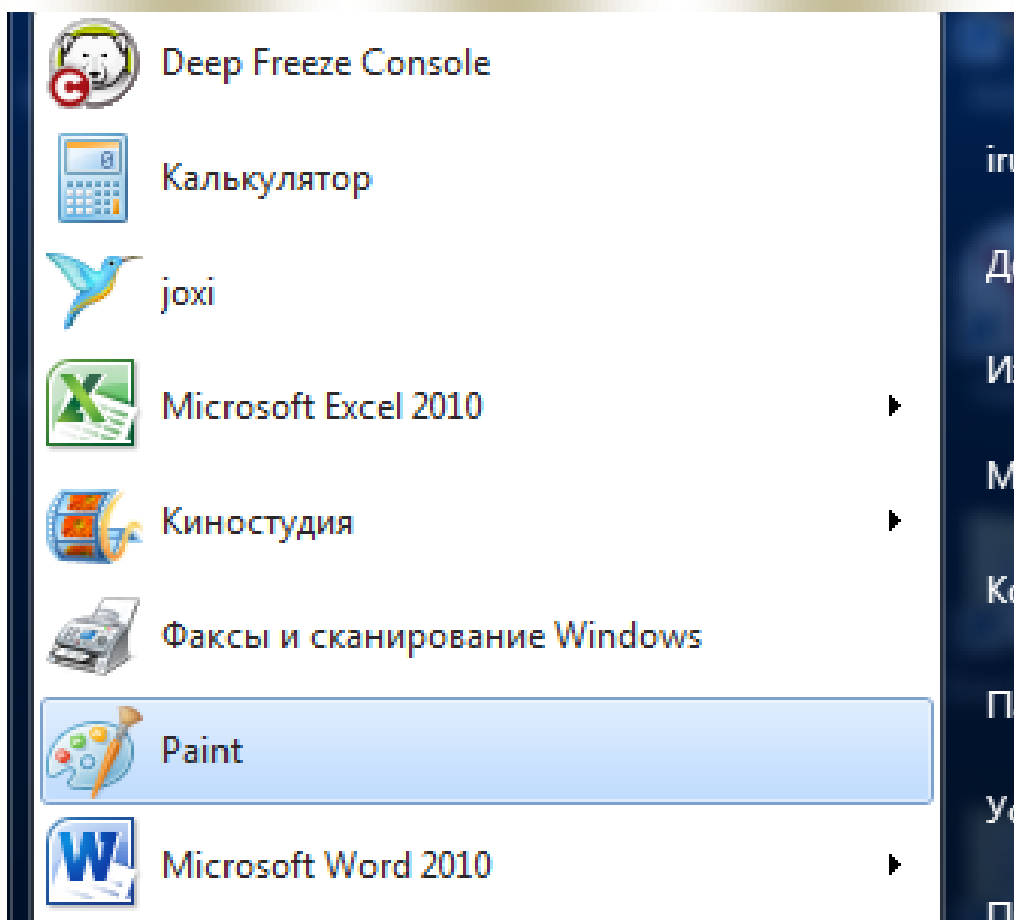 Deep Freeze Console
Калькулятор
joxi
Microsoft Excel 2010
Киностудия
Факсы и сканирование Windows
Paint
Microsoft Word 2010